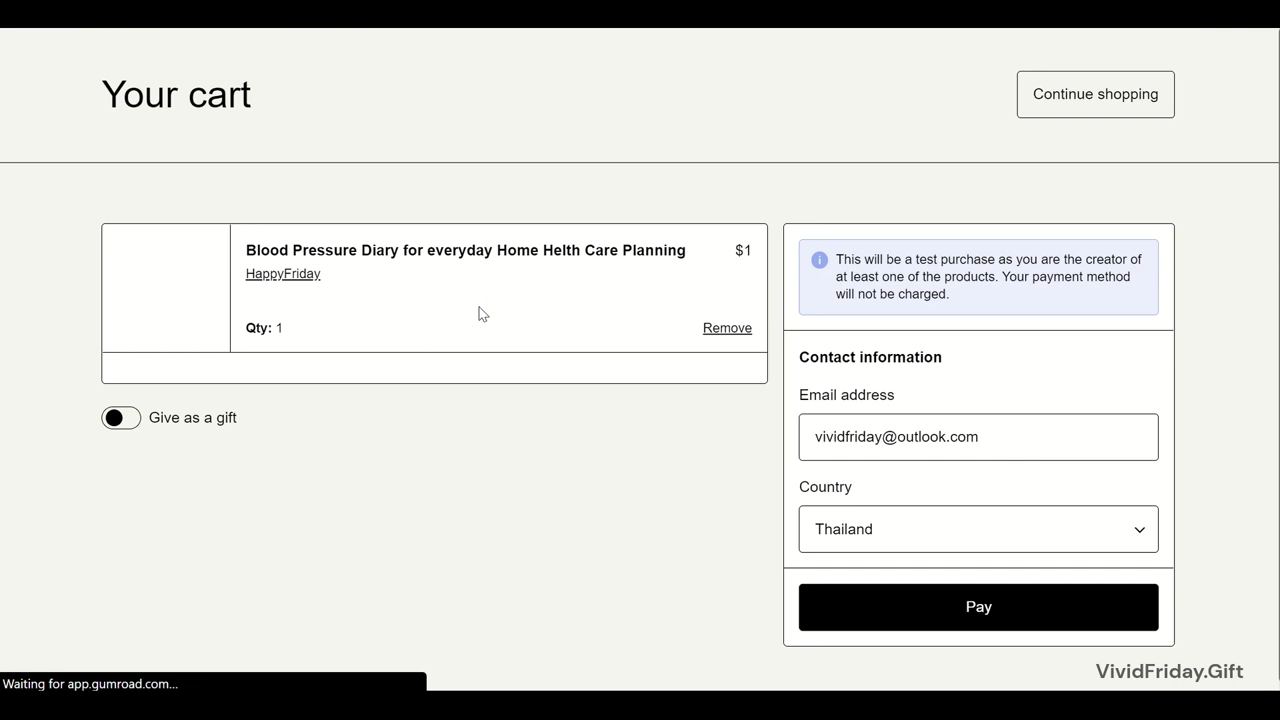 Your cart
Continue shopping
Blood Pressure Diary for everyday Home Helth Care Planning
$1
HappyFriday
Qty: 1
Remove
Give as a gift
This will be a test purchase as you are the creator of
at least one of the products. Your payment method
will not be charged.
Contact information
Email address
vividfriday@outlook.com
Country
Thailand
Pay
VividFriday.Gift
Waiting for app.gumroad.com...